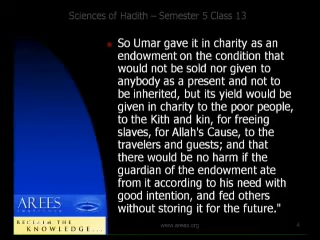 Sciences of Hadith – Semester 5 Class 13
So Umar gave it in charity as an
endowment on the condition that
would not be sold nor given to
anybody as a present and not to
be inherited, but its yield would be
given in charity to the poor people,
to the Kith and kin, for freeing
slaves, for Allah's Cause, to the
travelers and guests; and that
there would be no harm if the
guardian of the endowment ate
from it according to his need with
good intention, and fed others
without storing it for the future."
AREES
INSTITUTE
RECLAIM THE
KNOWLEDGE...
www.arees.org
4